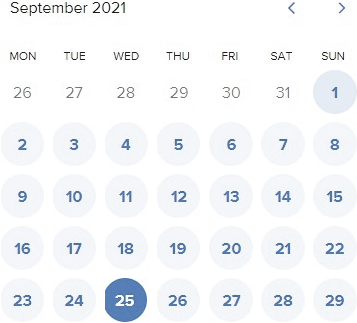 September 2021
MON TUE WED THU FRI SAT SUN
26 27 28 29 30 31 1
2 3 4 5 6 7 8
9 10 11 12 13 14 15
16 17 18 19 20 21 22
23 24 25 26 27 28 29